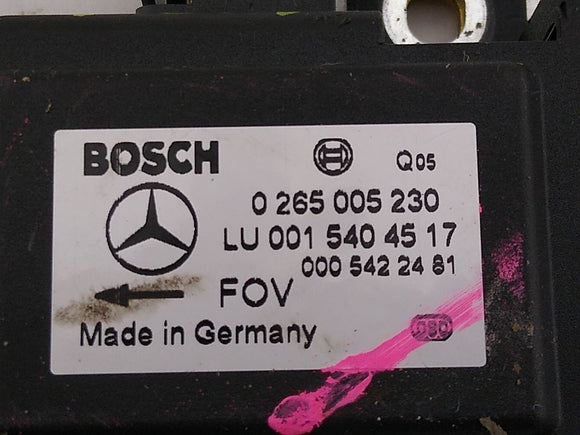 BOSCH
Q05
0 265 005 230
LU 001 540 45 17
000 542 24 81
FOV
Made in Germany
080